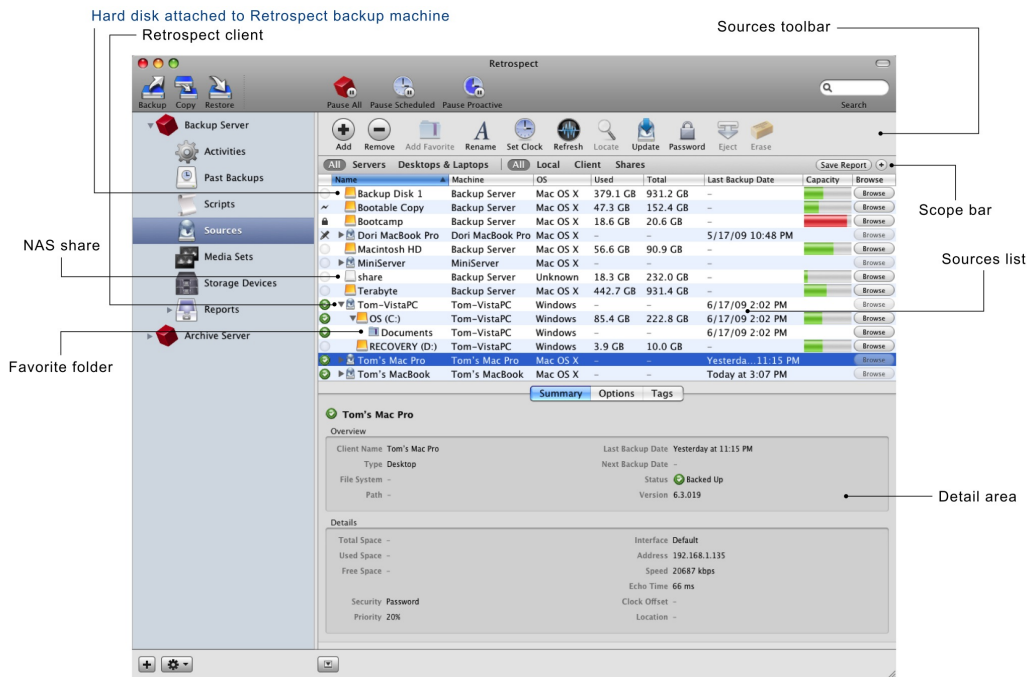 Hard disk attached to Retrospect backup machine
Retrospect client
Sources toolbar
Retrospect
Backup Copy Restore
Pause All Pause Scheduled Pause Proactive
Search
Backup Server
Activities
Past Backups
Scripts
Sources
Media Sets
Storage Devices
Reports
Archive Server
Add Remove Add Favorite Rename Set Clock Refresh Locate Update Password Eject Erase
All Servers Desktops & Laptops All Local Client Shares Save Report
Name Machine OS Used Total Last Backup Date Capacity Browse
Backup Disk 1 Backup Server Mac OS X 379.1 GB 931.2 GB – Browse
Bootable Copy Backup Server Mac OS X 47.3 GB 152.4 GB – Browse
Bootcamp Backup Server Mac OS X 18.6 GB 20.6 GB – Browse
Dori MacBook Pro Dori MacBook Pro Mac OS X – – 5/17/09 10:48 PM Browse
Macintosh HD Backup Server Mac OS X 56.6 GB 90.9 GB – Browse
MiniServer MiniServer Mac OS X – – – Browse
share Backup Server Unknown 18.3 GB 232.0 GB – Browse
Terabyte Backup Server Mac OS X 442.7 GB 931.4 GB – Browse
Tom-VistaPC Tom-VistaPC Windows – – 6/17/09 2:02 PM Browse
OS (C:) Tom-VistaPC Windows 85.4 GB 222.8 GB 6/17/09 2:02 PM Browse
Documents Tom-VistaPC Windows – – 6/17/09 2:02 PM Browse
RECOVERY (D:) Tom-VistaPC Windows 3.9 GB 10.0 GB – Browse
Tom's Mac Pro Tom's Mac Pro Mac OS X – – Yesterda...11:15 PM Browse
Tom's MacBook Tom's MacBook Mac OS X – – Today at 3:07 PM Browse
NAS share
Favorite folder
Scope bar
Sources list
Summary Options Tags
Tom's Mac Pro
Overview
Client Name Tom's Mac Pro
Type Desktop
File System –
Path –
Last Backup Date Yesterday at 11:15 PM
Next Backup Date –
Status Backed Up
Version 6.3.019
Detail area
Details
Total Space –
Used Space –
Free Space –
Security Password
Priority 20%
Interface Default
Address 192.168.1.135
Speed 20687 kbps
Echo Time 66 ms
Clock Offset –
Location –